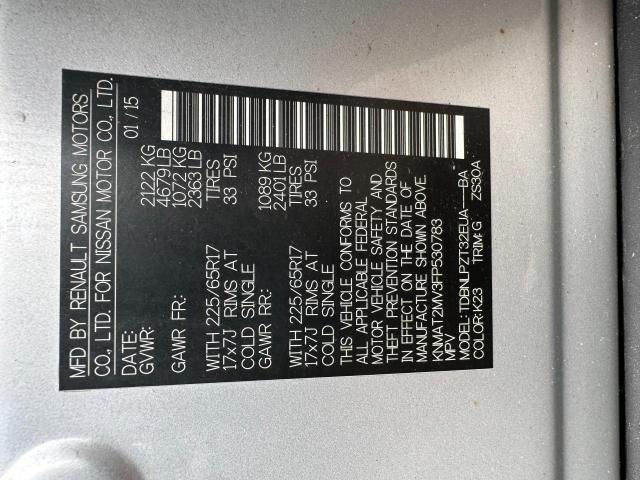 MFD BY RENAULT SAMSUNG MOTORS
CO., LTD. FOR NISSAN MOTOR CO., LTD.
DATE: 01 / 15
GVWR: 2122 KG
4679 LB
GAWR FR: 1072 KG
2363 LB
WITH 225/65R17 TIRES
17x7J RIMS AT 33 PSI
COLD SINGLE
GAWR RR: 1089 KG
2401 LB
WITH 225/65R17 TIRES
17x7J RIMS AT 33 PSI
COLD SINGLE
THIS VEHICLE CONFORMS TO
ALL APPLICABLE FEDERAL
MOTOR VEHICLE SAFETY AND
THEFT PREVENTION STANDARDS
IN EFFECT ON THE DATE OF
MANUFACTURE SHOWN ABOVE.
KNMAT2MV3FP530783
MPV
MODEL:TDBNLPZT32EUA----BA
COLOR:K23 TRIM:G ZS3QA